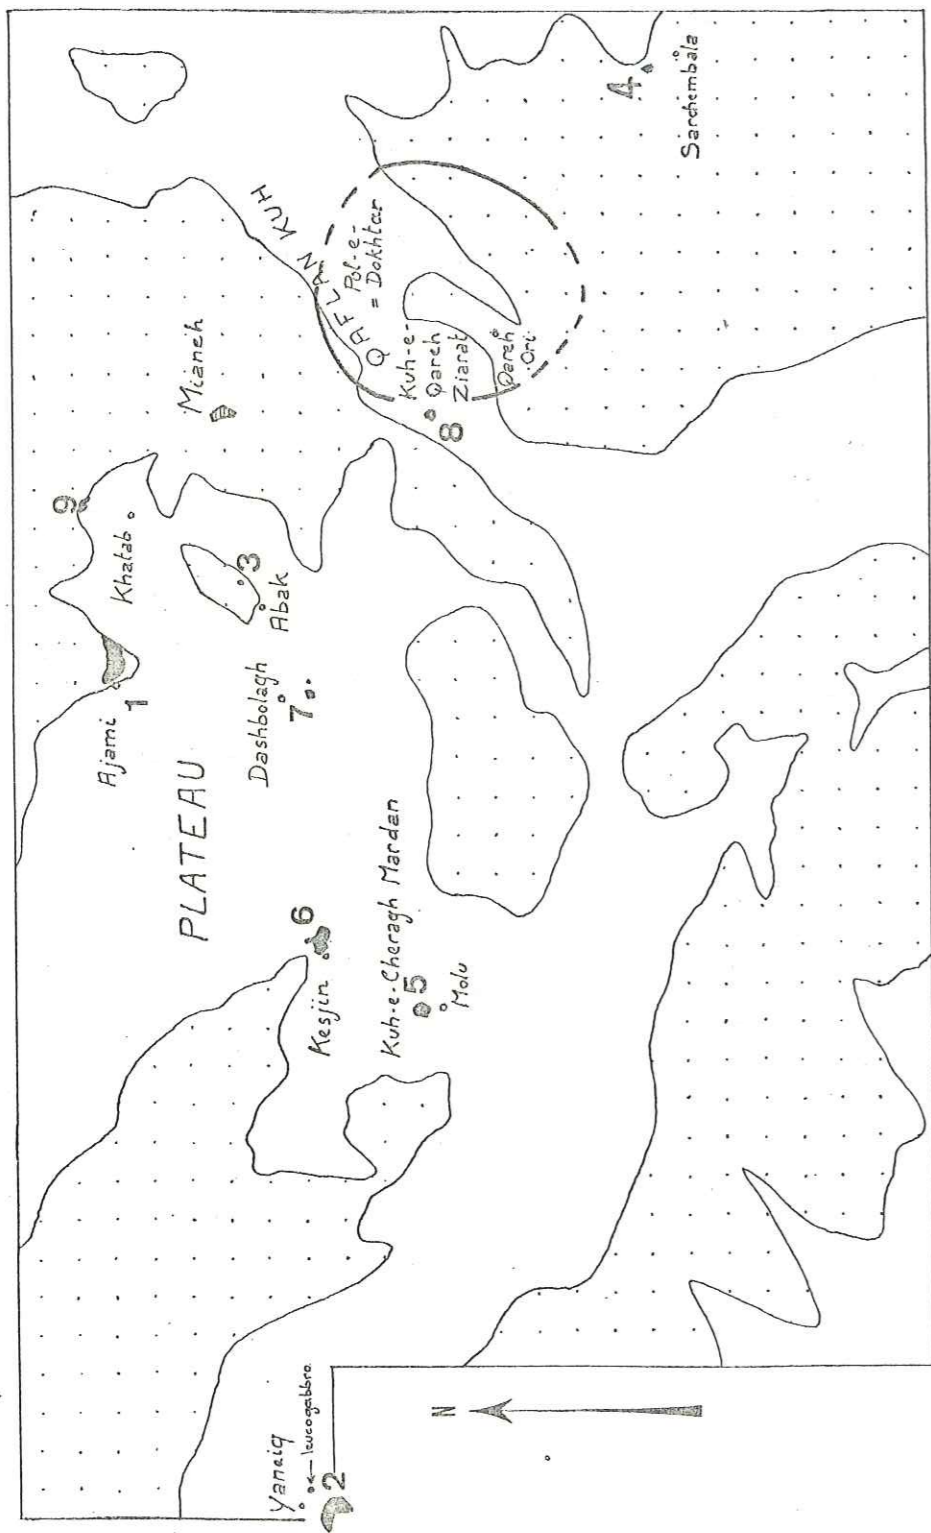 Ajami
1
Khatab
9
PLATEAU
Mianeh
Dashbolagh
7
3
Abak
QAFLAN KUH
Yaneiq
leucogabbro
2
Kesjin
6
Kuh-e-Cheragh Mardan
5
Molu
Pol-e-
= Dokhtar
Kuh-e-
Qareh
Ziarat
8
Qareh
Ori
4
Sarchembala
N